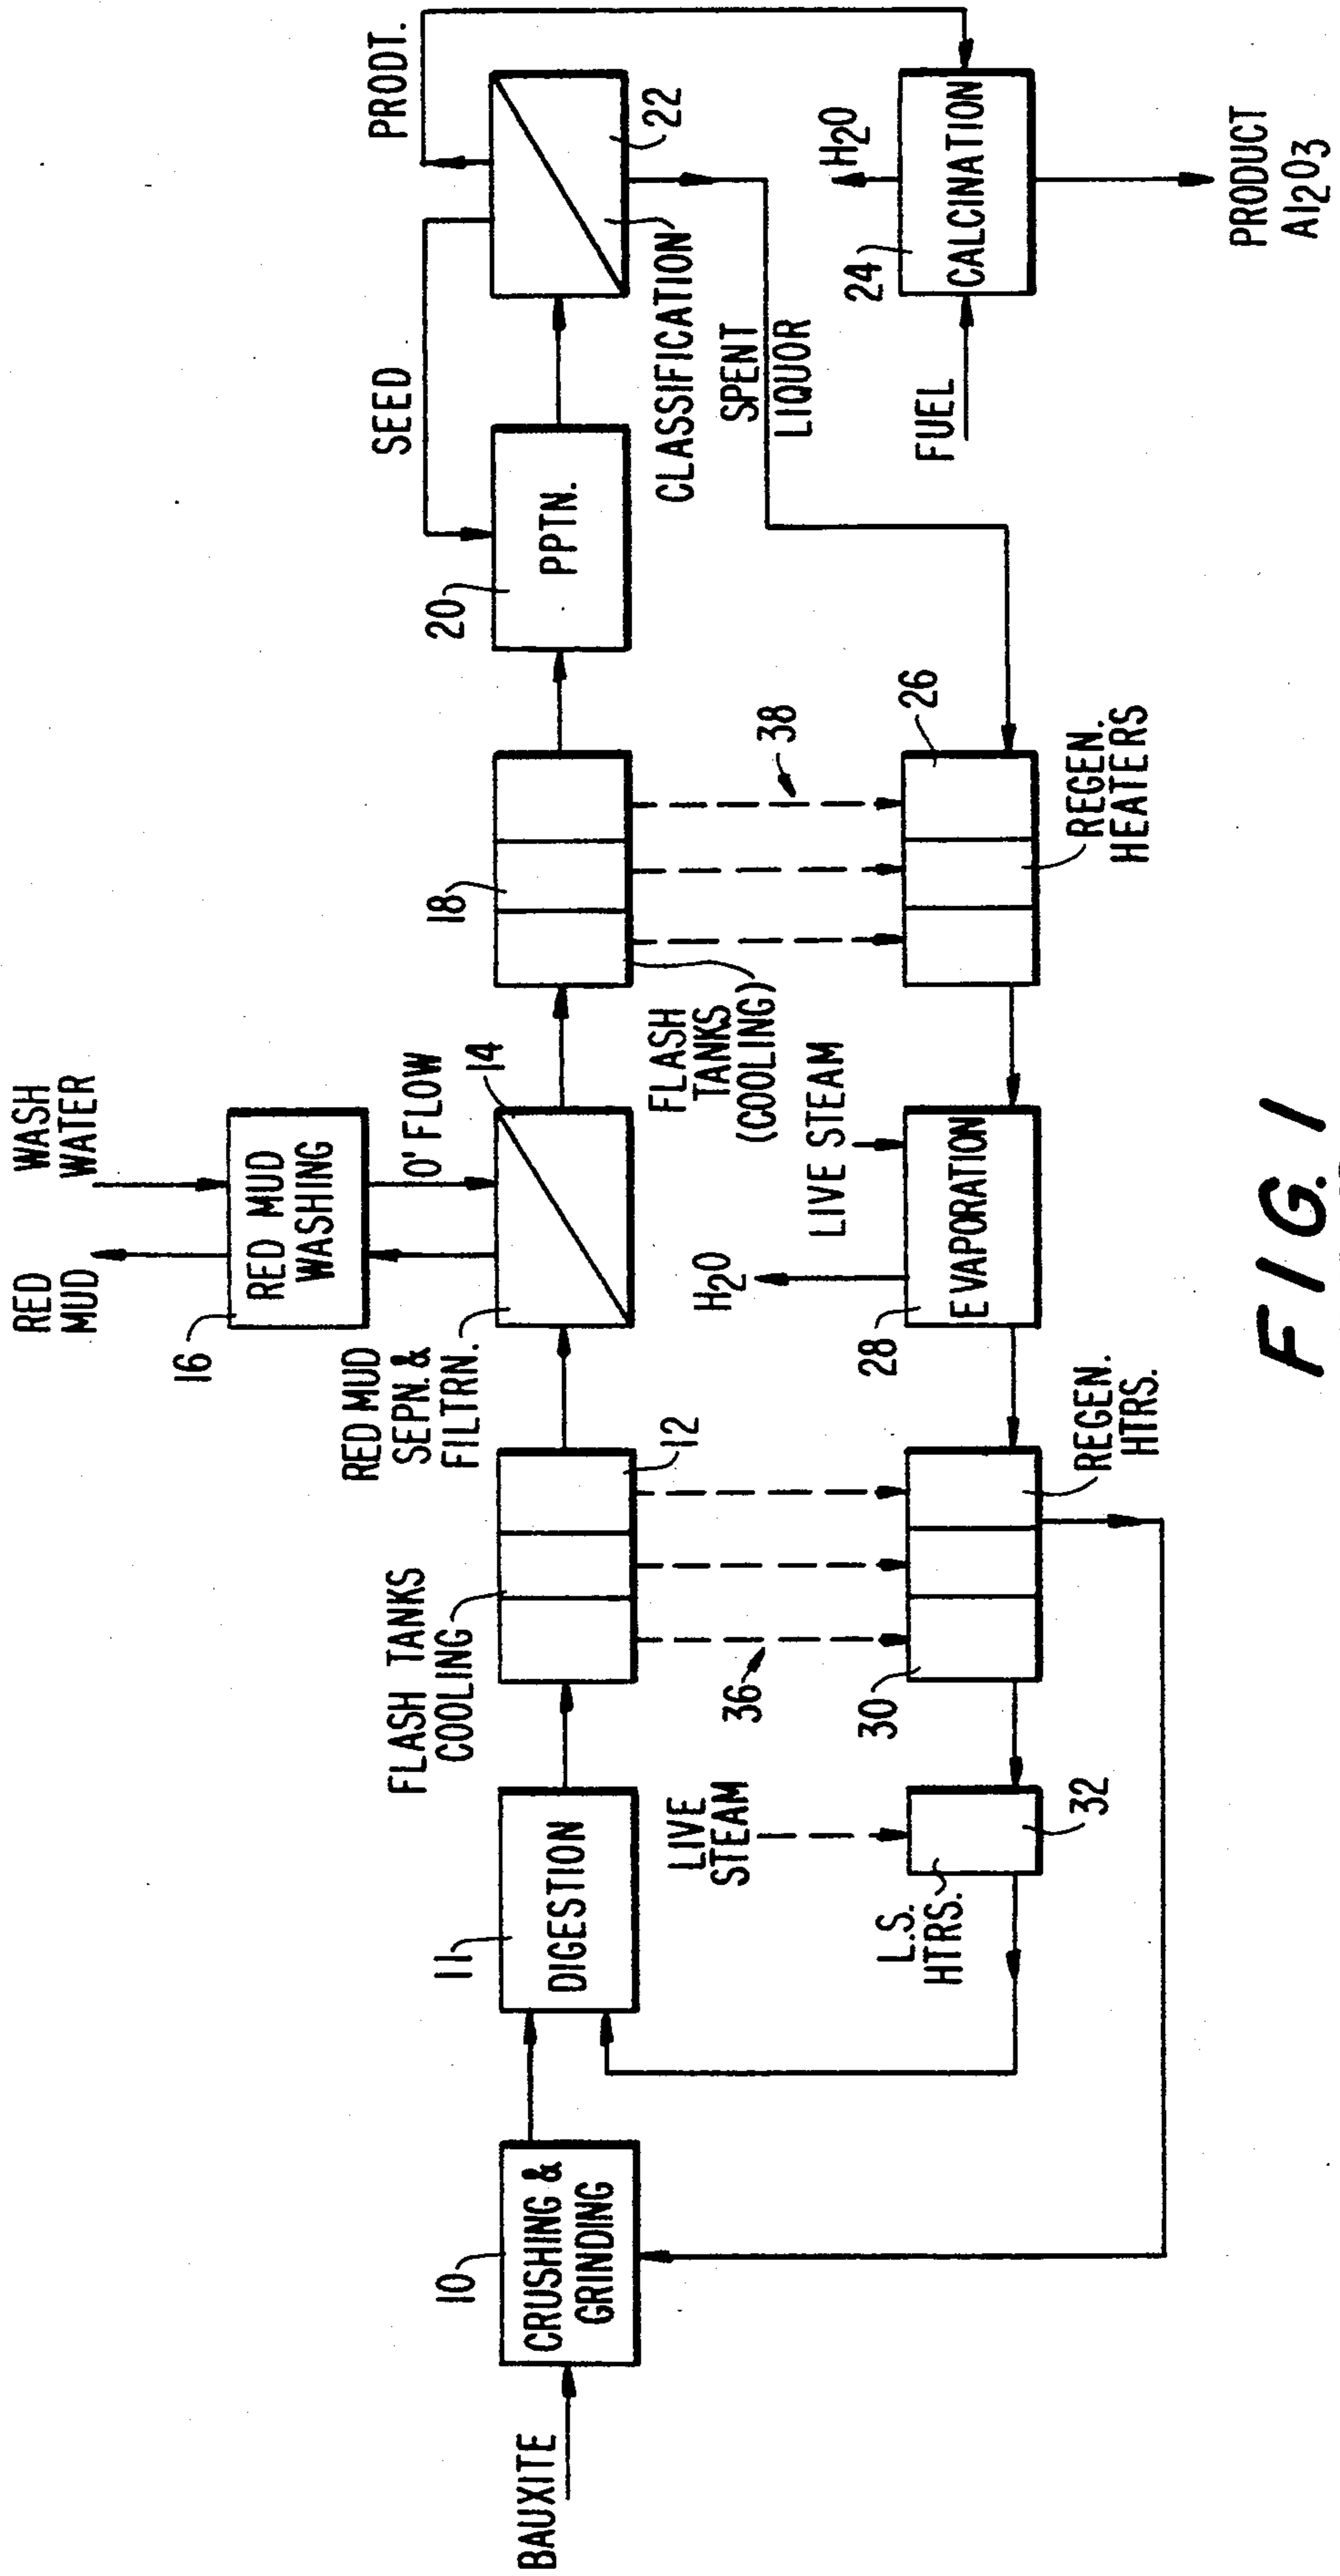 BAUXITE
10
CRUSHING &
GRINDING
11
DIGESTION
FLASH TANKS
COOLING
12
RED MUD
SEPN. &
FILTRN.
14
RED
MUD
WASH
WATER
16
RED MUD
WASHING
O'FLOW
18
FLASH
TANKS
(COOLING)
20
PPTN.
SEED
PRODT.
22
CLASSIFICATION
SPENT
LIQUOR
FUEL
24
CALCINATION
H2O
PRODUCT
Al2O3
38
26
REGEN.
HEATERS
LIVE STEAM
H2O
28
EVAPORATION
36
30
REGEN.
HTRS.
LIVE
STEAM
L.S.
HTRS.
32
FIG. 1